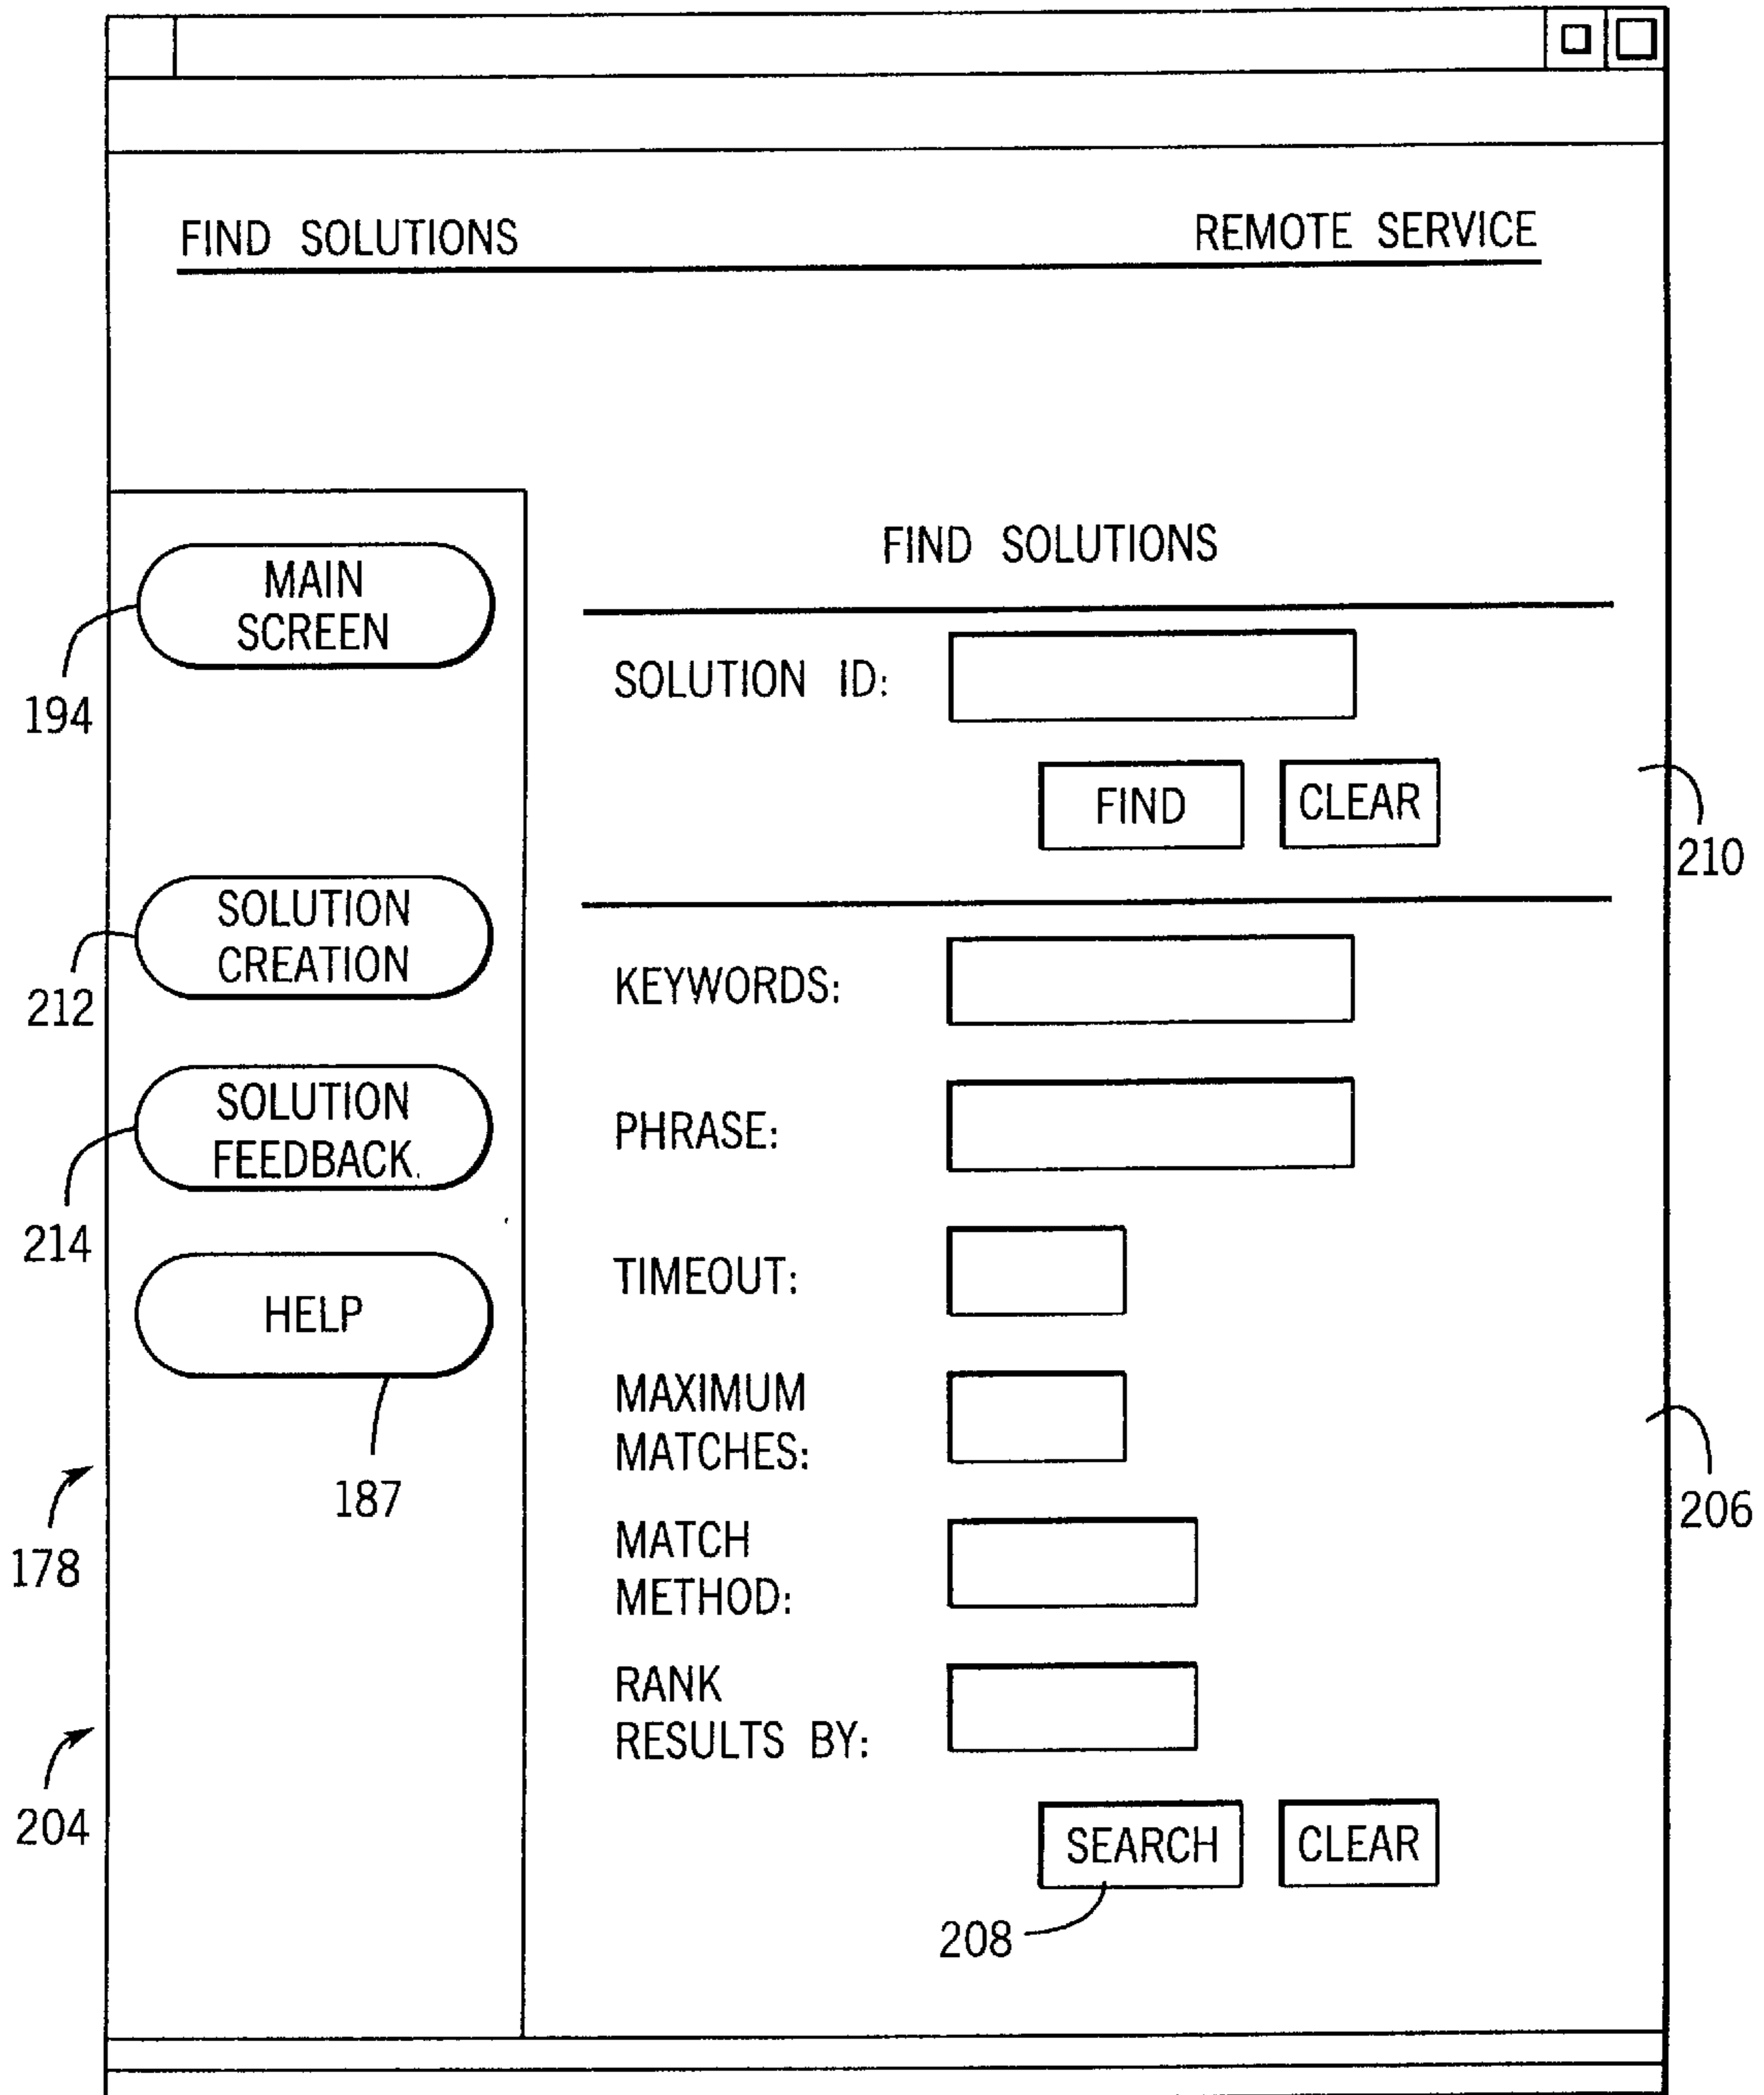 FIND SOLUTIONS
REMOTE SERVICE
MAIN
SCREEN
194
SOLUTION
CREATION
212
SOLUTION
FEEDBACK.
214
HELP
187
178
204
FIND SOLUTIONS
SOLUTION ID:
FIND
CLEAR
210
KEYWORDS:
PHRASE:
TIMEOUT:
MAXIMUM
MATCHES:
206
MATCH
METHOD:
RANK
RESULTS BY:
SEARCH
CLEAR
208